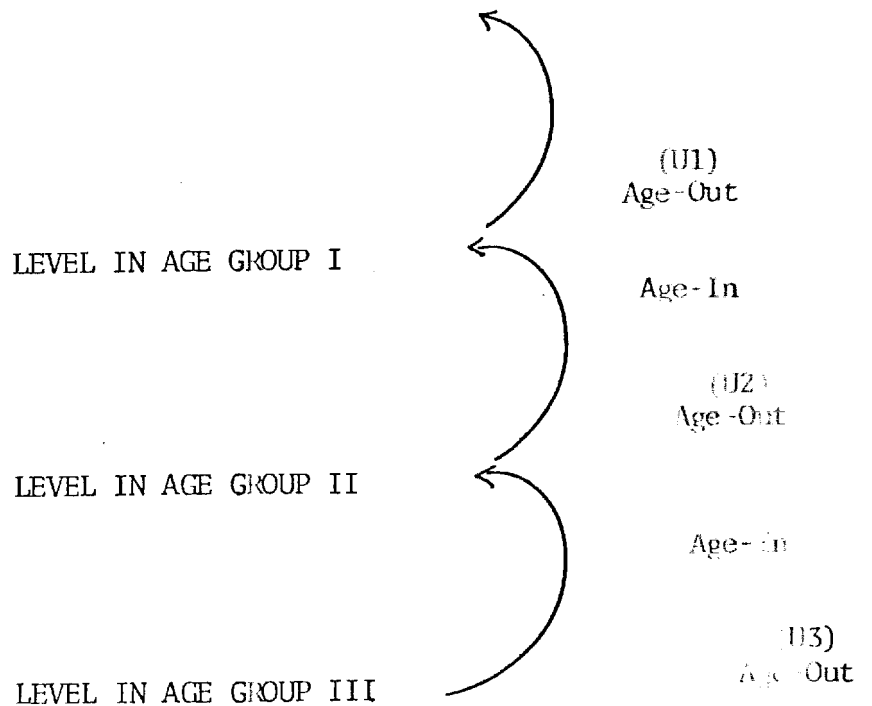 (U1)
Age-Out
LEVEL IN AGE GROUP I
Age-In
(U2)
Age-Out
LEVEL IN AGE GROUP II
Age-In
(U3)
Age-Out
LEVEL IN AGE GROUP III